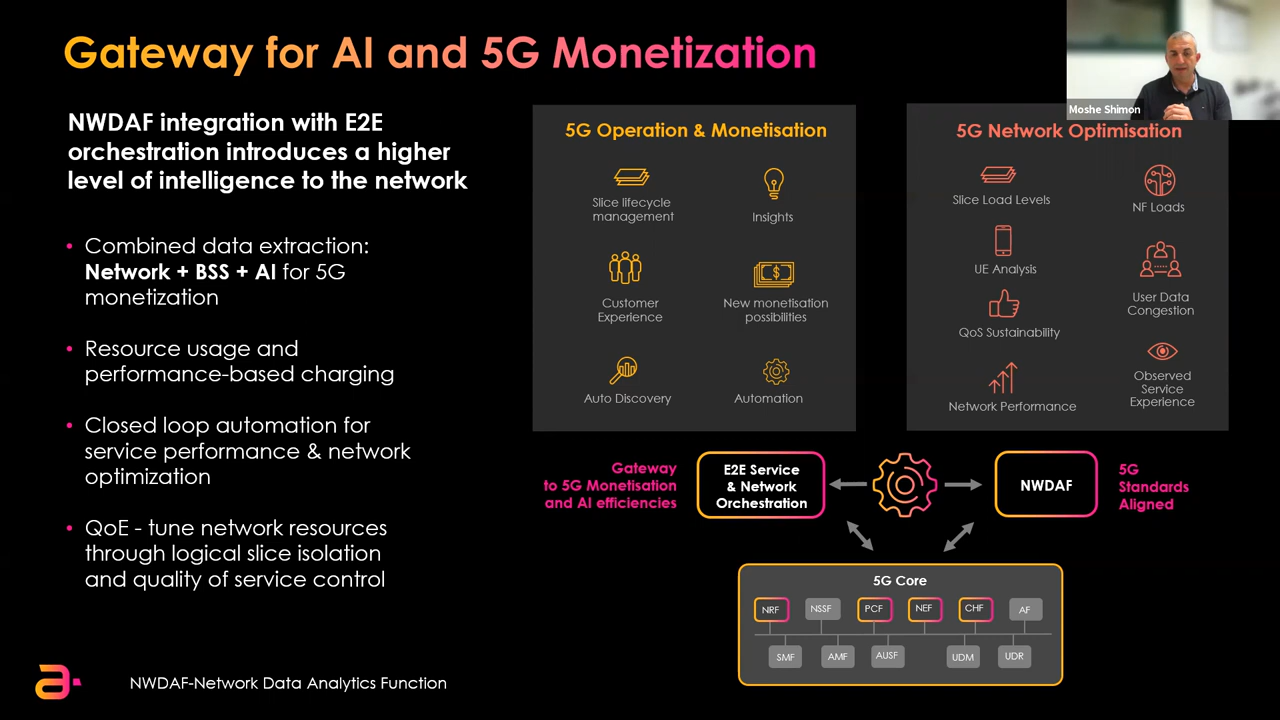 Gateway for AI and 5G Monetization
Moshe Shimon
NWDAF integration with E2E
orchestration introduces a higher
level of intelligence to the network
• Combined data extraction:
Network + BSS + AI for 5G
monetization
• Resource usage and
performance-based charging
• Closed loop automation for
service performance & network
optimization
• QoE - tune network resources
through logical slice isolation
and quality of service control
5G Operation & Monetisation
Slice lifecycle
management
Insights
Customer
Experience
New monetisation
possibilities
Auto Discovery
Automation
5G Network Optimisation
Slice Load Levels
NF Loads
UE Analysis
User Data
Congestion
QoS Sustainability
Observed
Service
Experience
Network Performance
Gateway
to 5G Monetisation
and AI efficiencies
E2E Service
& Network
Orchestration
NWDAF
5G
Standards
Aligned
5G Core
NRF
NSSF
PCF
NEF
CHF
AF
SMF
AMF
AUSF
UDM
UDR
NWDAF-Network Data Analytics Function